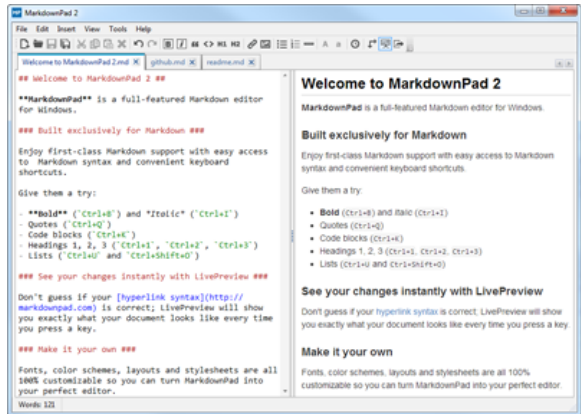 MarkdownPad 2
File Edit Insert View Tools Help
B I “ <> H1 H2 A a
Welcome to MarkdownPad 2.md github.md readme.md
## Welcome to MarkdownPad 2 ##
**MarkdownPad** is a full-featured Markdown editor
for Windows.
### Built exclusively for Markdown ###
Enjoy first-class Markdown support with easy access
to Markdown syntax and convenient keyboard
shortcuts.
Give them a try:
- **Bold** (`Ctrl+B`) and *Italic* (`Ctrl+I`)
- Quotes (`Ctrl+Q`)
- Code blocks (`Ctrl+K`)
- Headings 1, 2, 3 (`Ctrl+1`, `Ctrl+2`, `Ctrl+3`)
- Lists (`Ctrl+U` and `Ctrl+Shift+O`)
### See your changes instantly with LivePreview ###
Don't guess if your [hyperlink syntax](http://
markdownpad.com) is correct; LivePreview will show
you exactly what your document looks like every time
you press a key.
### Make it your own ###
Fonts, color schemes, layouts and stylesheets are all
100% customizable so you can turn MarkdownPad into
your perfect editor.
Welcome to MarkdownPad 2
MarkdownPad is a full-featured Markdown editor for Windows.
Built exclusively for Markdown
Enjoy first-class Markdown support with easy access to Markdown
syntax and convenient keyboard shortcuts.
Give them a try:
• Bold (Ctrl+B) and Italic (Ctrl+I)
• Quotes (Ctrl+Q)
• Code blocks (Ctrl+K)
• Headings 1, 2, 3 (Ctrl+1, Ctrl+2, Ctrl+3)
• Lists (Ctrl+U and Ctrl+Shift+O)
See your changes instantly with LivePreview
Don't guess if your hyperlink syntax is correct; LivePreview will show
you exactly what your document looks like every time you press a key.
Make it your own
Fonts, color schemes, layouts and stylesheets are all 100%
customizable so you can turn MarkdownPad into your perfect editor.
Words: 121